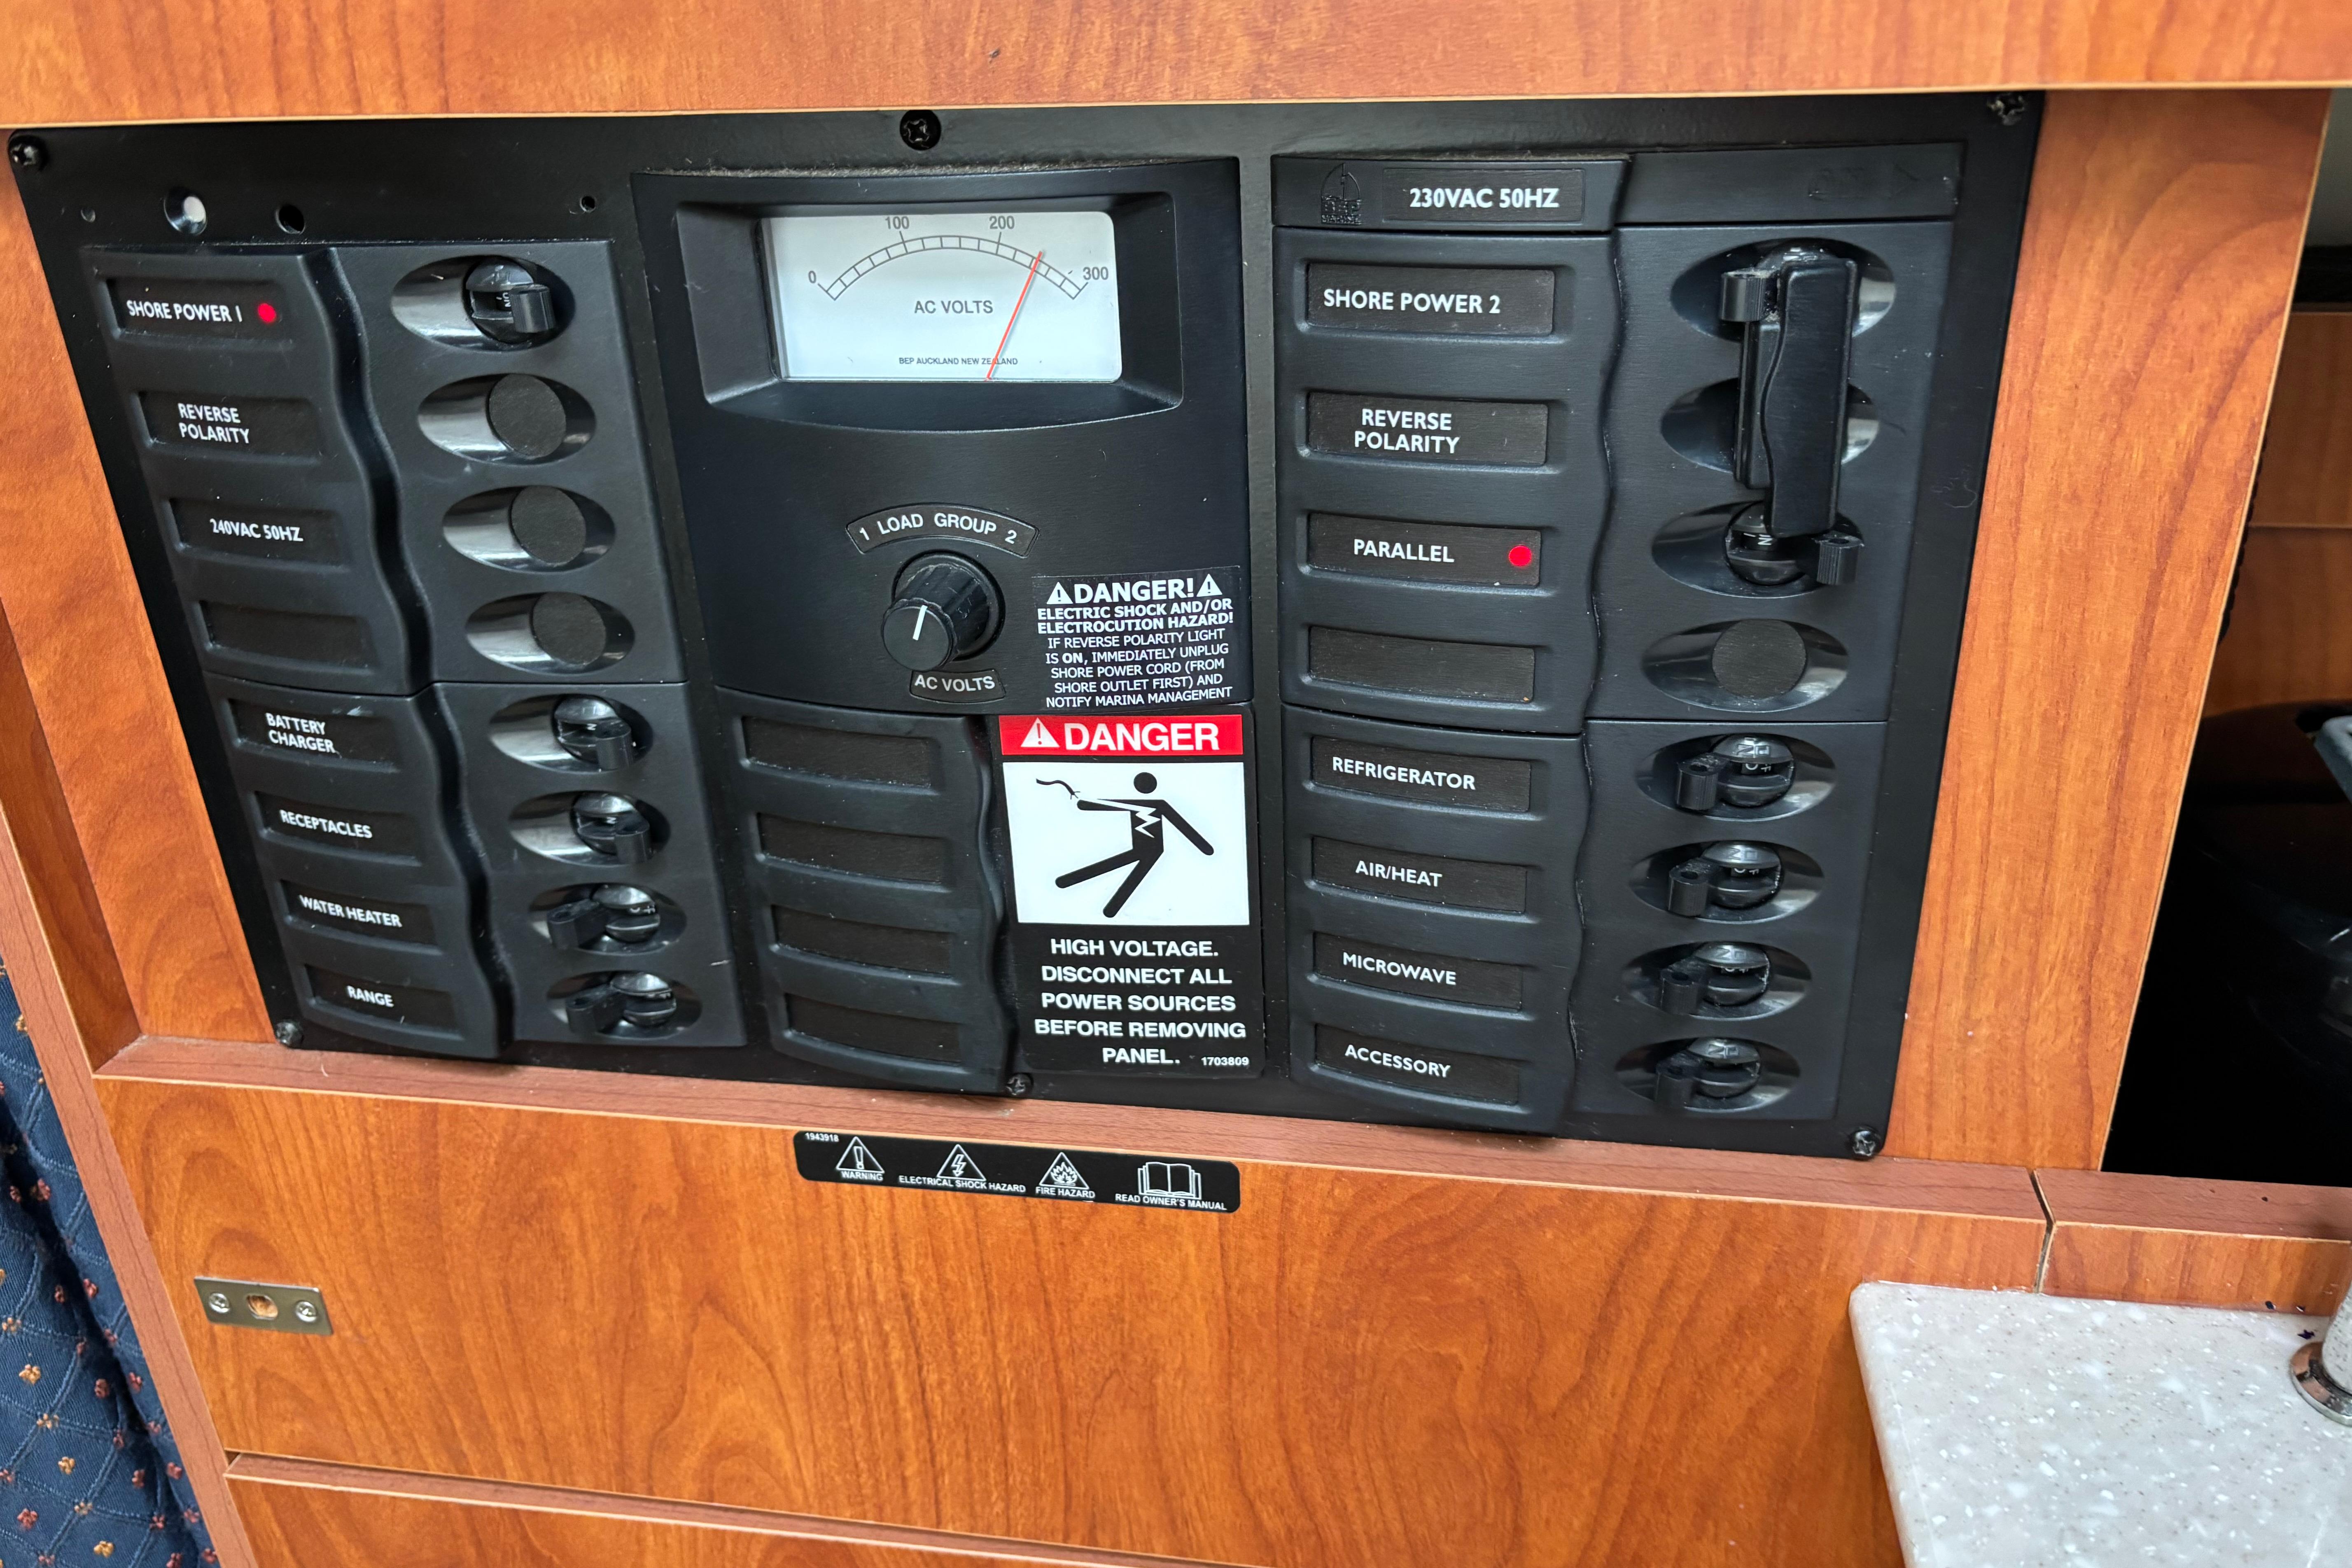 SHORE POWER 1
ON
REVERSE
POLARITY
240VAC 50HZ
BATTERY
CHARGER
RECEPTACLES
WATER HEATER
RANGE
0
100
200
300
AC VOLTS
BEP AUCKLAND NEW ZEALAND
1 LOAD GROUP 2
AC VOLTS
DANGER!
ELECTRIC SHOCK AND/OR
ELECTROCUTION HAZARD!
IF REVERSE POLARITY LIGHT
IS ON, IMMEDIATELY UNPLUG
SHORE POWER CORD (FROM
SHORE OUTLET FIRST) AND
NOTIFY MARINA MANAGEMENT
DANGER
HIGH VOLTAGE.
DISCONNECT ALL
POWER SOURCES
BEFORE REMOVING
PANEL.
1703809
230VAC 50HZ
SHORE POWER 2
REVERSE
POLARITY
PARALLEL
REFRIGERATOR
AIR/HEAT
MICROWAVE
ACCESSORY
1943918
WARNING
ELECTRICAL SHOCK HAZARD
FIRE HAZARD
READ OWNER'S MANUAL